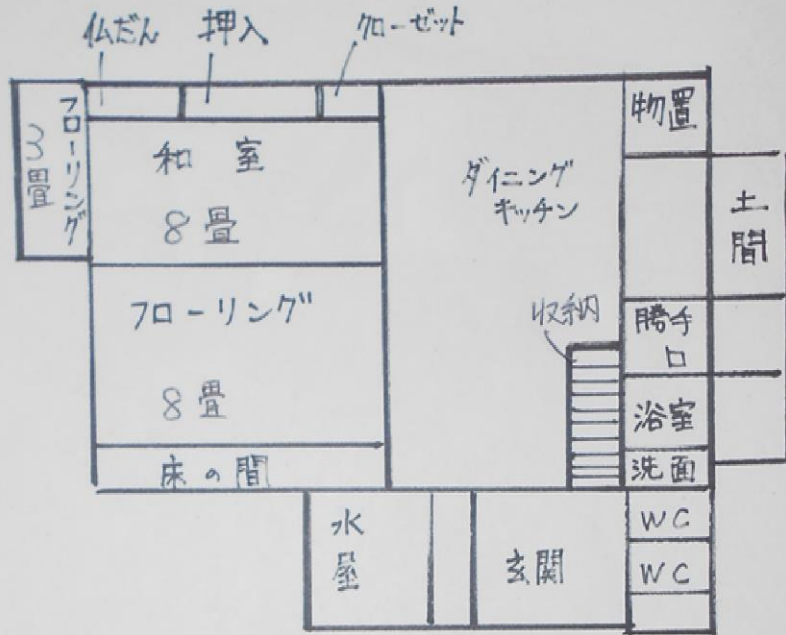 仏だん
押入
クローゼット
フローリング
3畳
和室
8畳
ダイニング
キッチン
物置
土間
フローリング
8畳
収納
勝手
口
浴室
床の間
洗面
水屋
玄関
WC
WC